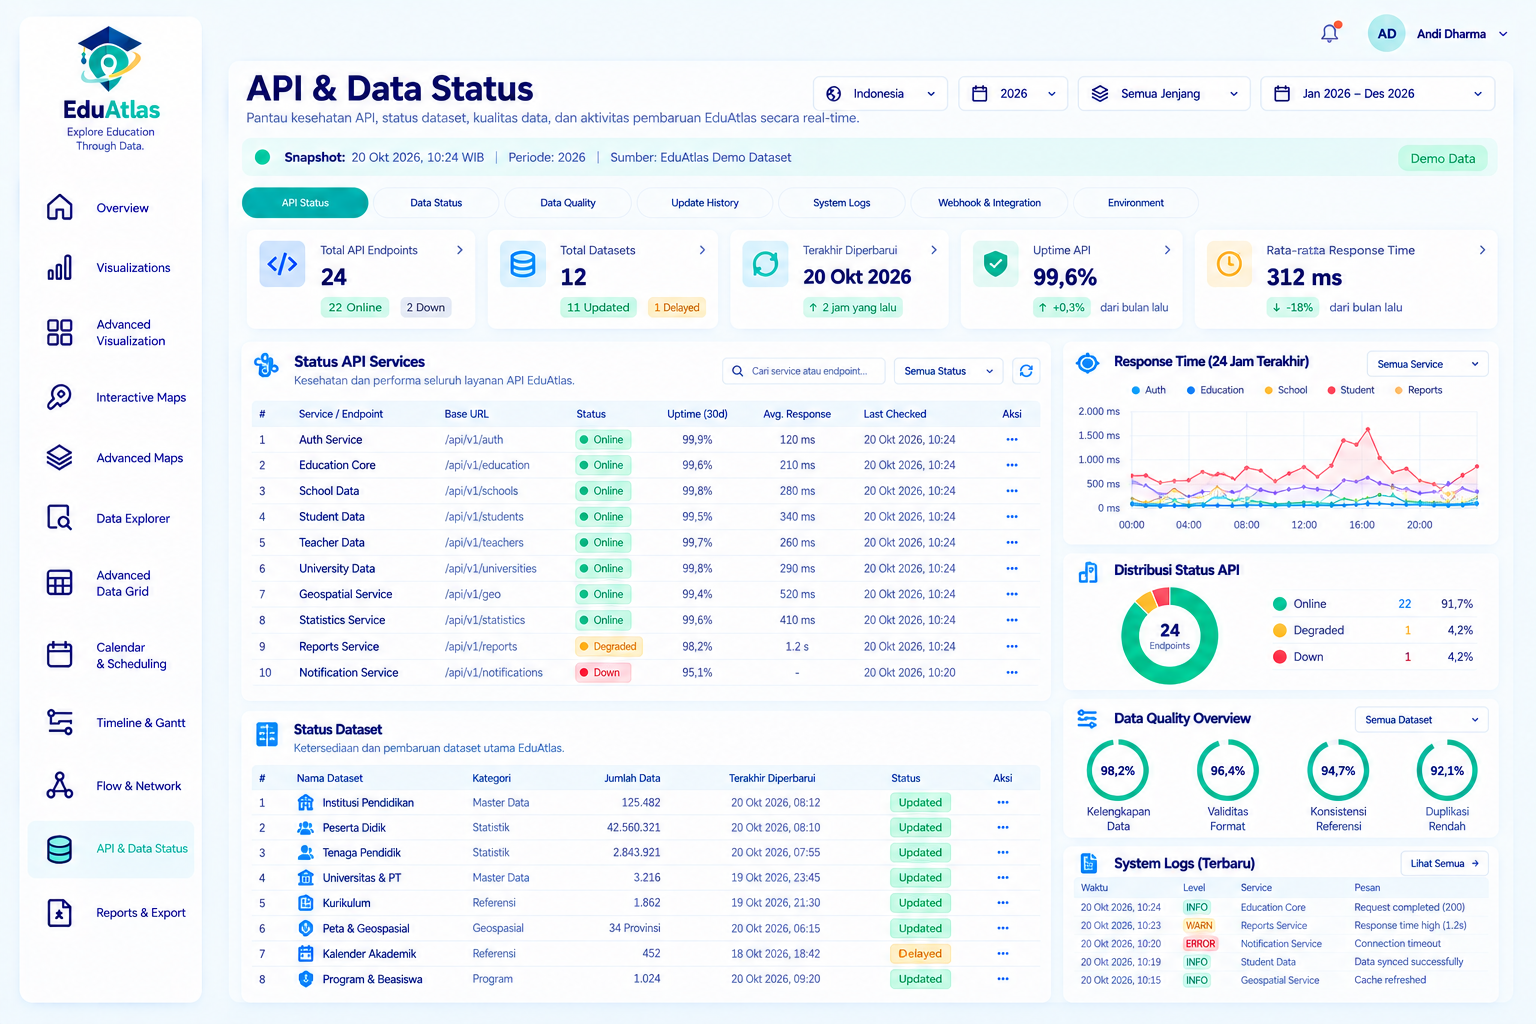 EduAtlas
Explore Education
Through Data.
Overview
Visualizations
Advanced
Visualization
Interactive Maps
Advanced Maps
Data Explorer
Advanced
Data Grid
Calendar
& Scheduling
Timeline & Gantt
Flow & Network
API & Data Status
Reports & Export
AD Andi Dharma
API & Data Status
Pantau kesehatan API, status dataset, kualitas data, dan aktivitas pembaruan EduAtlas secara real-time.
Indonesia
2026
Semua Jenjang
Jan 2026 – Des 2026
Snapshot: 20 Okt 2026, 10:24 WIB | Periode: 2026 | Sumber: EduAtlas Demo Dataset
Demo Data
API Status
Data Status
Data Quality
Update History
System Logs
Webhook & Integration
Environment
Total API Endpoints
24
22 Online 2 Down
Total Datasets
12
11 Updated 1 Delayed
Terakhir Diperbarui
20 Okt 2026
↑ 2 jam yang lalu
Uptime API
99,6%
↑ +0,3% dari bulan lalu
Rata-ratta Response Time
312 ms
↓ -18% dari bulan lalu
Status API Services
Kesehatan dan performa seluruh layanan API EduAtlas.
Cari service atau endpoint...
Semua Status
# Service / Endpoint Base URL Status Uptime (30d) Avg. Response Last Checked Aksi
1 Auth Service /api/v1/auth Online 99,9% 120 ms 20 Okt 2026, 10:24
2 Education Core /api/v1/education Online 99,6% 210 ms 20 Okt 2026, 10:24
3 School Data /api/v1/schools Online 99,8% 280 ms 20 Okt 2026, 10:24
4 Student Data /api/v1/students Online 99,5% 340 ms 20 Okt 2026, 10:24
5 Teacher Data /api/v1/teachers Online 99,7% 260 ms 20 Okt 2026, 10:24
6 University Data /api/v1/universities Online 99,8% 290 ms 20 Okt 2026, 10:24
7 Geospatial Service /api/v1/geo Online 99,4% 520 ms 20 Okt 2026, 10:24
8 Statistics Service /api/v1/statistics Online 99,6% 410 ms 20 Okt 2026, 10:24
9 Reports Service /api/v1/reports Degraded 98,2% 1.2 s 20 Okt 2026, 10:24
10 Notification Service /api/v1/notifications Down 95,1% - 20 Okt 2026, 10:20
Status Dataset
Ketersediaan dan pembaruan dataset utama EduAtlas.
# Nama Dataset Kategori Jumlah Data Terakhir Diperbarui Status Aksi
1 Institusi Pendidikan Master Data 125.482 20 Okt 2026, 08:12 Updated
2 Peserta Didik Statistik 42.560.321 20 Okt 2026, 08:10 Updated
3 Tenaga Pendidik Statistik 2.843.921 20 Okt 2026, 07:55 Updated
4 Universitas & PT Master Data 3.216 19 Okt 2026, 23:45 Updated
5 Kurikulum Referensi 1.862 19 Okt 2026, 21:30 Updated
6 Peta & Geospasial Geospasial 34 Provinsi 20 Okt 2026, 06:15 Updated
7 Kalender Akademik Referensi 452 18 Okt 2026, 18:42 Delayed
8 Program & Beasiswa Program 1.024 20 Okt 2026, 09:20 Updated
Response Time (24 Jam Terakhir)
Semua Service
Auth Education School Student Reports
2.000 ms
1.500 ms
1.000 ms
500 ms
0 ms
00:00 04:00 08:00 12:00 16:00 20:00
Distribusi Status API
24
Endpoints
Online 22 91,7%
Degraded 1 4,2%
Down 1 4,2%
Data Quality Overview
Semua Dataset
98,2%
Kelengkapan
Data
96,4%
Validitas
Format
94,7%
Konsistensi
Referensi
92,1%
Duplikasi
Rendah
System Logs (Terbaru)
Lihat Semua →
Waktu Level Service Pesan
20 Okt 2026, 10:24 INFO Education Core Request completed (200)
20 Okt 2026, 10:23 WARN Reports Service Response time high (1.2s)
20 Okt 2026, 10:20 ERROR Notification Service Connection timeout
20 Okt 2026, 10:19 INFO Student Data Data synced successfully
20 Okt 2026, 10:15 INFO Geospatial Service Cache refreshed